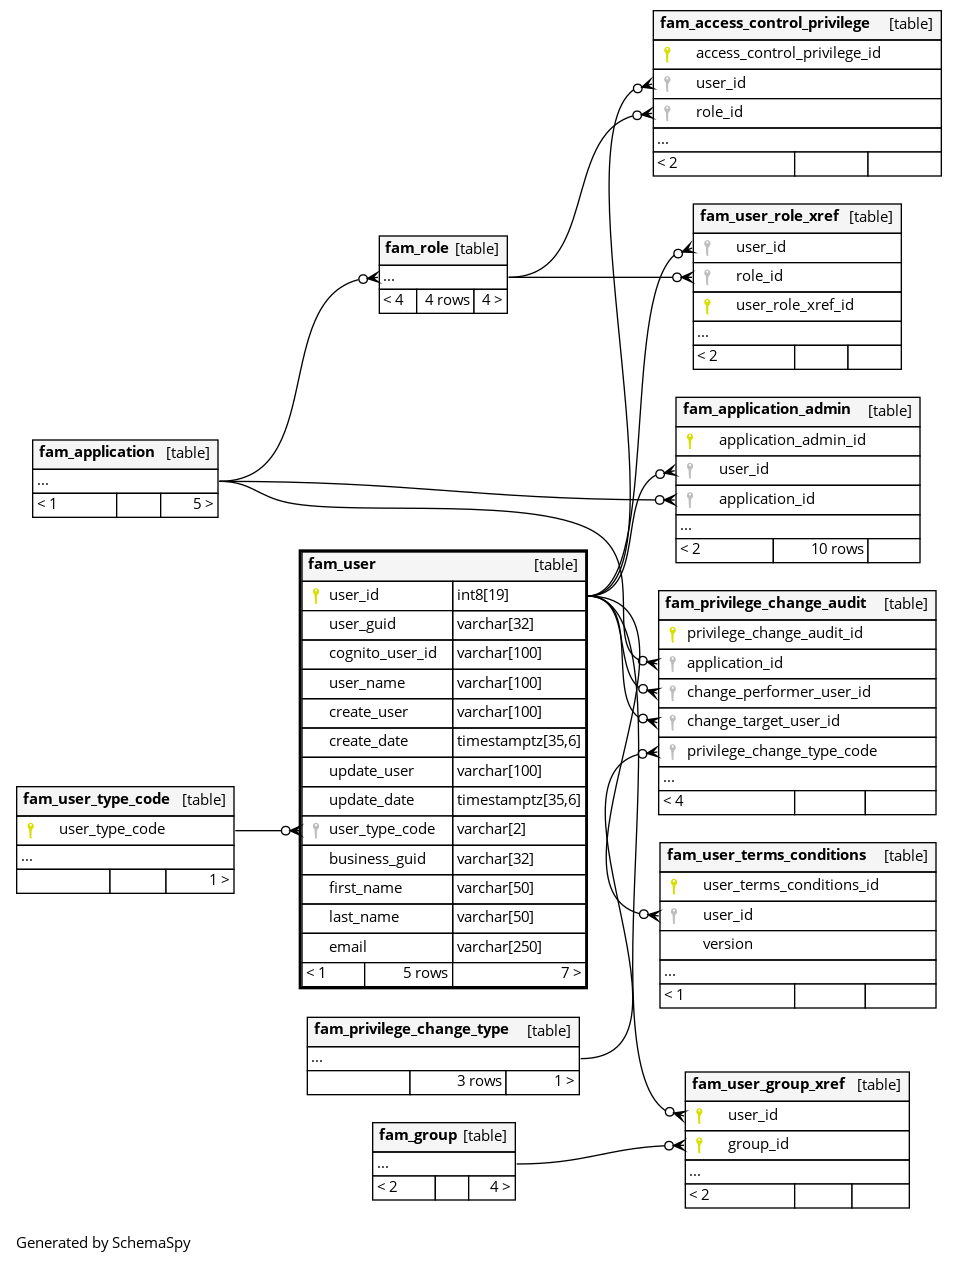 fam_access_control_privilege [table]
access_control_privilege_id
user_id
role_id
...
< 2
fam_user_role_xref [table]
user_id
role_id
user_role_xref_id
...
< 2
fam_role [table]
...
< 4 4 rows 4 >
fam_application_admin [table]
application_admin_id
user_id
application_id
...
< 2 10 rows
fam_application [table]
...
< 1 5 >
fam_user [table]
user_id int8[19]
user_guid varchar[32]
cognito_user_id varchar[100]
user_name varchar[100]
create_user varchar[100]
create_date timestamptz[35,6]
update_user varchar[100]
update_date timestamptz[35,6]
user_type_code varchar[2]
business_guid varchar[32]
first_name varchar[50]
last_name varchar[50]
email varchar[250]
< 1 5 rows 7 >
fam_privilege_change_audit [table]
privilege_change_audit_id
application_id
change_performer_user_id
change_target_user_id
privilege_change_type_code
...
< 4
fam_user_type_code [table]
user_type_code
...
1 >
fam_user_terms_conditions [table]
user_terms_conditions_id
user_id
version
...
< 1
fam_privilege_change_type [table]
...
3 rows 1 >
fam_user_group_xref [table]
user_id
group_id
...
< 2
fam_group [table]
...
< 2 4 >
Generated by SchemaSpy